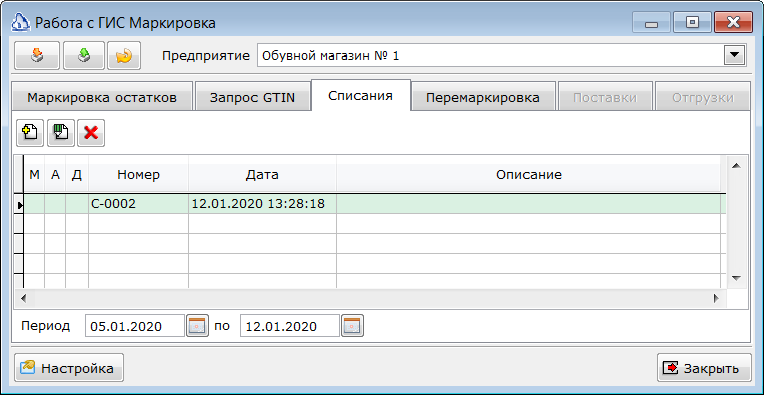 Работа с ГИС Маркировка
Предприятие Обувной магазин № 1
Маркировка остатков Запрос GTIN Списания Перемаркировка Поставки Отгрузки
М А Д Номер Дата Описание
С-0002 12.01.2020 13:28:18
Период 05.01.2020 по 12.01.2020
Настройка Закрыть